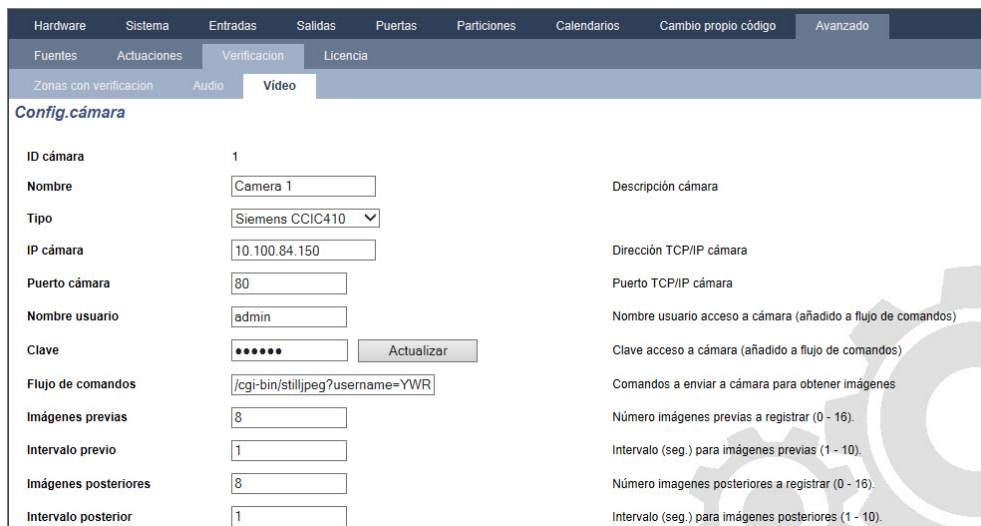 Hardware Sistema Entradas Salidas Puertas Particiones Calendarios Cambio propio código Avanzado
Fuentes Actuaciones Verificacion Licencia
Zonas con verificacion Audio Vídeo
Config.cámara
ID cámara 1
Nombre Camera 1 Descripción cámara
Tipo Siemens CCIC410
IP cámara 10.100.84.150 Dirección TCP/IP cámara
Puerto cámara 80 Puerto TCP/IP cámara
Nombre usuario admin Nombre usuario acceso a cámara (añadido a flujo de comandos)
Clave •••••• Actualizar Clave acceso a cámara (añadido a flujo de comandos)
Flujo de comandos /cgi-bin/stilljpeg?username=YWR Comandos a enviar a cámara para obtener imágenes
Imágenes previas 8 Número imágenes previas a registrar (0 - 16).
Intervalo previo 1 Intervalo (seg.) para imágenes previas (1 - 10).
Imágenes posteriores 8 Número imagenes posteriores a registrar (0 - 16).
Intervalo posterior 1 Intervalo (seg.) para imágenes posteriores (1 - 10).